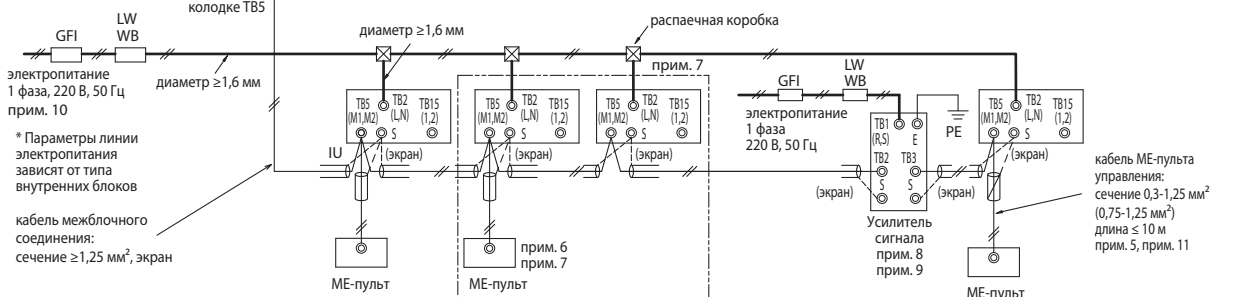 колодке TB5
GFI
LW
WB
диаметр ≥1,6 мм
распаечная коробка
прим. 7
электропитание
1 фаза, 220 В, 50 Гц
прим. 10
диаметр ≥1,6 мм
* Параметры линии
электропитания
зависят от типа
внутренних блоков
кабель межблочного
соединения:
сечение ≥1,25 мм², экран
IU
TB5
(M1,M2)
TB2
(L,N)
TB15
(1,2)
S
(экран)
ME-пульт
TB5
(M1,M2)
TB2
(L,N)
TB15
(1,2)
S
(экран)
ME-пульт
прим. 6
прим. 7
TB5
(M1,M2)
TB2
(L,N)
TB15
(1,2)
S
GFI
LW
WB
электропитание
1 фаза
220 В, 50 Гц
PE
TB1
(R,S)
E
TB2
TB3
S
S
(экран)
(экран)
Усилитель
сигнала
прим. 8
прим. 9
TB5
(M1,M2)
TB2
(L,N)
TB15
(1,2)
S
(экран)
ME-пульт
кабель МЕ-пульта
управления:
сечение 0,3-1,25 мм²
(0,75-1,25 мм²)
длина ≤ 10 м
прим. 5, прим. 11